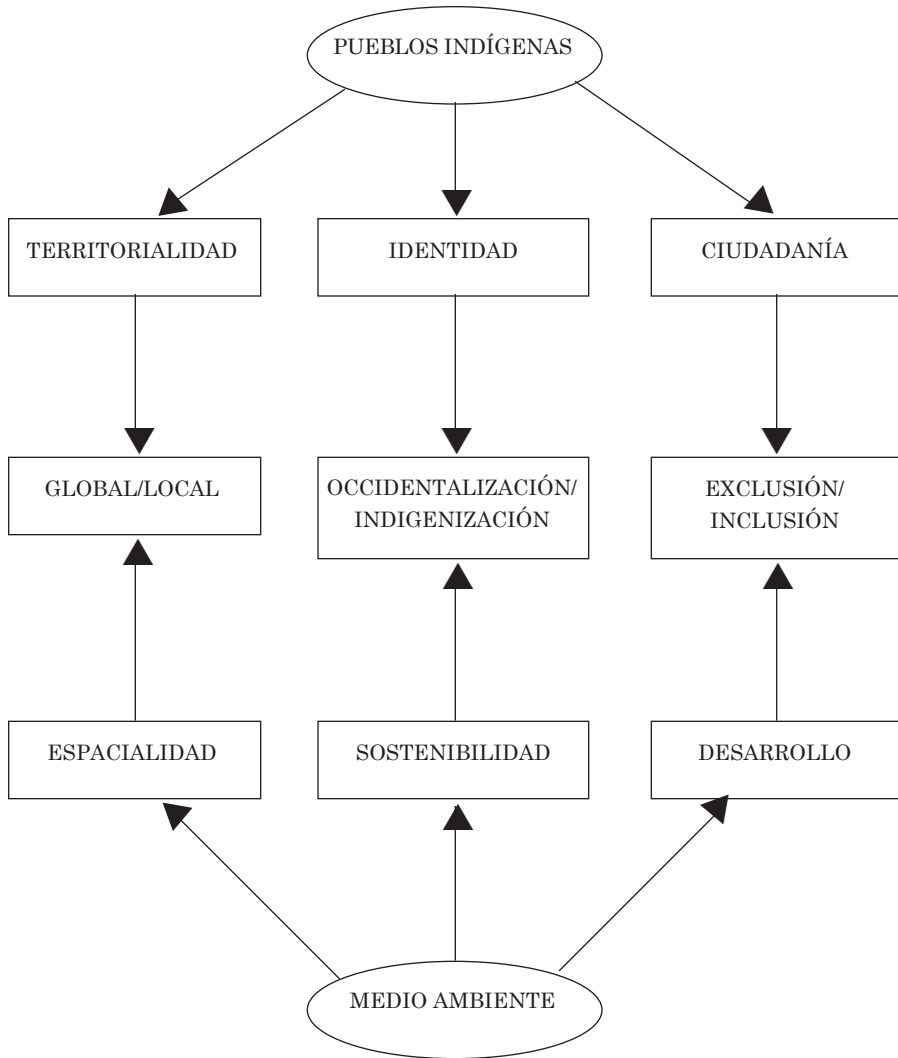 PUEBLOS INDÍGENAS
TERRITORIALIDAD
IDENTIDAD
CIUDADANÍA
GLOBAL/LOCAL
OCCIDENTALIZACIÓN/
INDIGENIZACIÓN
EXCLUSIÓN/
INCLUSIÓN
ESPACIALIDAD
SOSTENIBILIDAD
DESARROLLO
MEDIO AMBIENTE